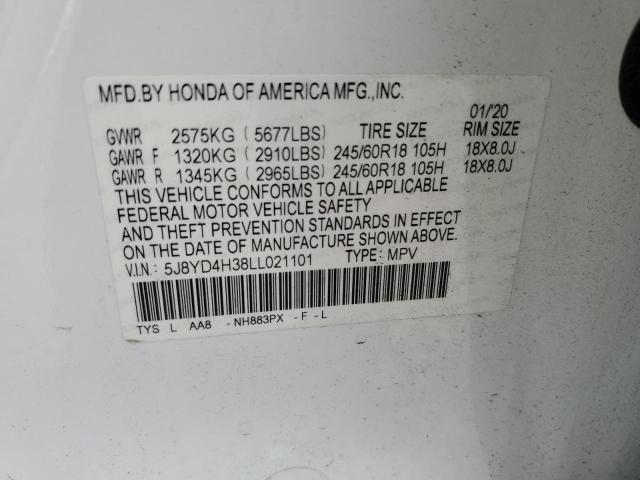 MFD.BY HONDA OF AMERICA MFG.,INC.
01/20
GVWR 2575KG ( 5677LBS) TIRE SIZE RIM SIZE
GAWR F 1320KG ( 2910LBS) 245/60R18 105H 18X8.0J
GAWR R 1345KG ( 2965LBS) 245/60R18 105H 18X8.0J
THIS VEHICLE CONFORMS TO ALL APPLICABLE
FEDERAL MOTOR VEHICLE SAFETY
AND THEFT PREVENTION STANDARDS IN EFFECT
ON THE DATE OF MANUFACTURE SHOWN ABOVE.
V.I.N: 5J8YD4H38LL021101 TYPE: MPV
TYS L AA8 - NH883PX - F - L